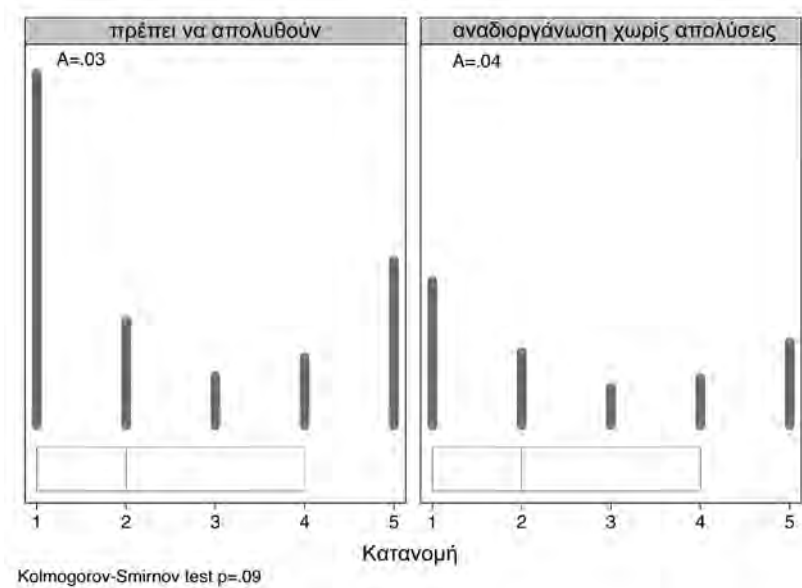 πρέπει να απολυθούν
αναδιοργάνωση χωρίς απολύσεις
A=.03
A=.04
1 2 3 4 5 1 2 3 4 5
Κατανομή
Kolmogorov-Smirnov test p=.09